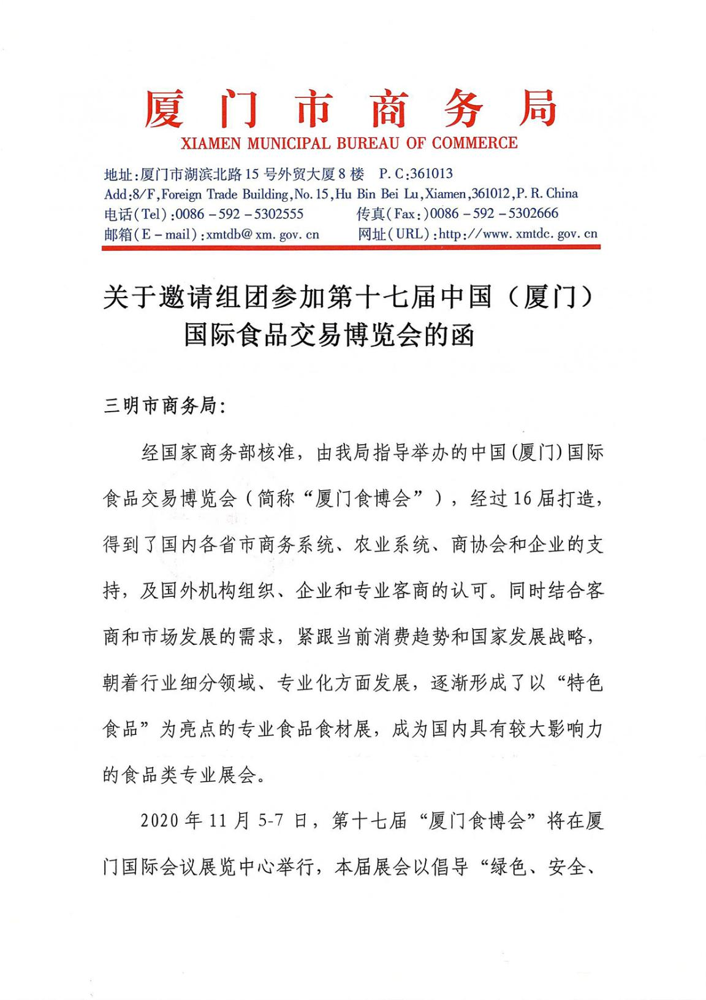 厦门市商务局
XIAMEN MUNICIPAL BUREAU OF COMMERCE
地址:厦门市湖滨北路15号外贸大厦8楼 P.C:361013
Add:8/F,Foreign Trade Building,No.15,Hu Bin Bei Lu,Xiamen,361012,P.R.China
电话(Tel):0086-592-5302555 传真(Fax:)0086-592-5302666
邮箱(E-mail):xmtdb@xm.gov.cn 网址(URL):http://www.xmtdc.gov.cn
关于邀请组团参加第十七届中国（厦门）
国际食品交易博览会的函
三明市商务局：
经国家商务部核准，由我局指导举办的中国(厦门)国际
食品交易博览会（简称“厦门食博会”），经过16届打造，
得到了国内各省市商务系统、农业系统、商协会和企业的支
持，及国外机构组织、企业和专业客商的认可。同时结合客
商和市场发展的需求，紧跟当前消费趋势和国家发展战略，
朝着行业细分领域、专业化方面发展，逐渐形成了以“特色
食品”为亮点的专业食品食材展，成为国内具有较大影响力
的食品类专业展会。
2020年11月5-7日，第十七届“厦门食博会”将在厦
门国际会议展览中心举行，本届展会以倡导“绿色、安全、